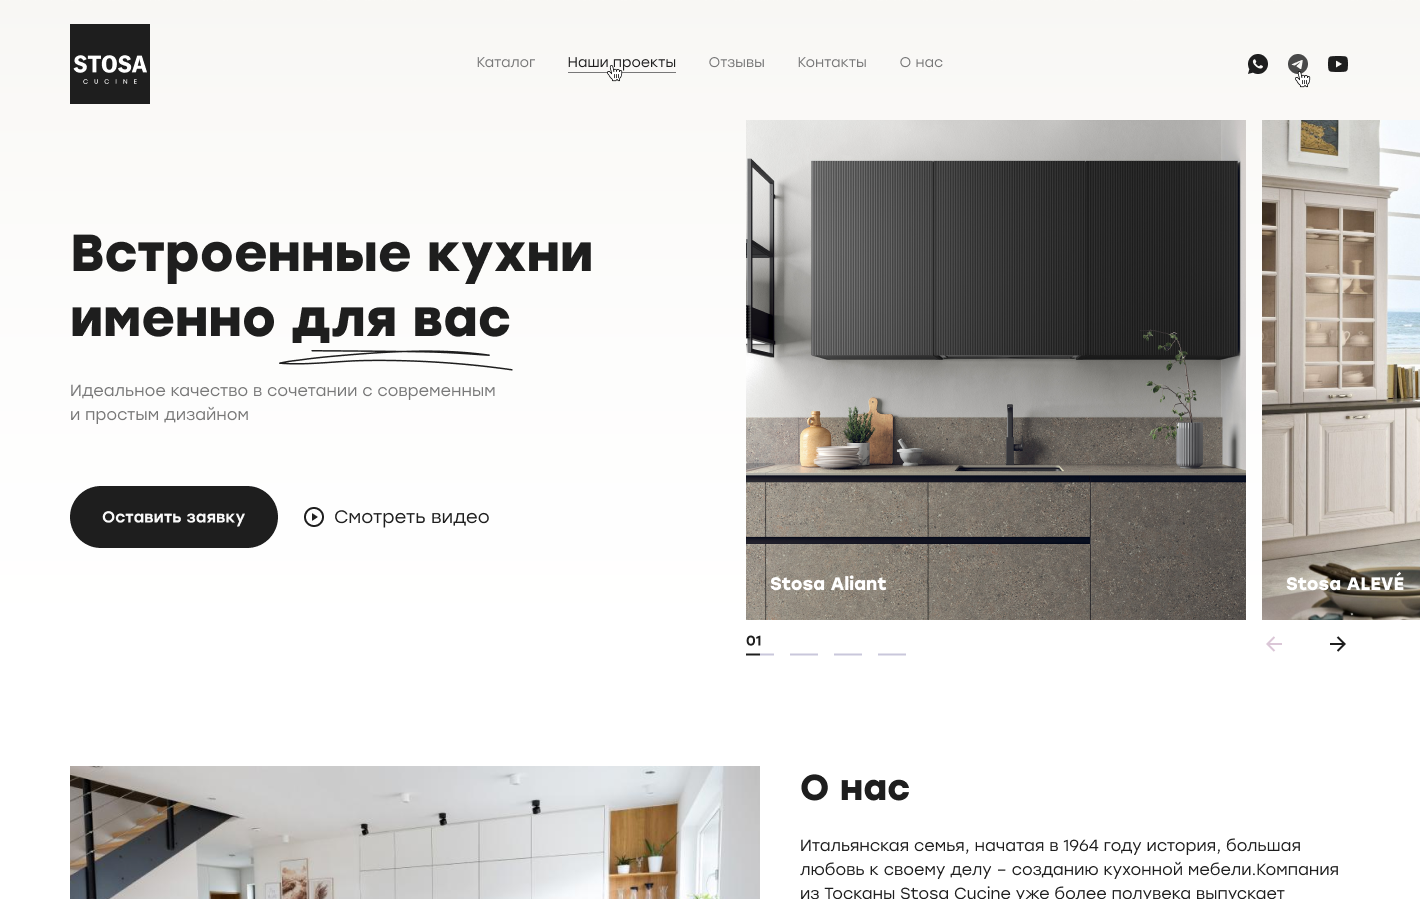 STOSA
CUCINE
Каталог
Наши проекты
Отзывы
Контакты
О нас
Встроенные кухни
именно для вас
Идеальное качество в сочетании с современным
и простым дизайном
Оставить заявку
Смотреть видео
Stosa Aliant
Stosa ALEVÉ
01
О нас
Итальянская семья, начатая в 1964 году история, большая
любовь к своему делу – созданию кухонной мебели.Компания
из Тосканы Stosa Cucine уже более полувека выпускает